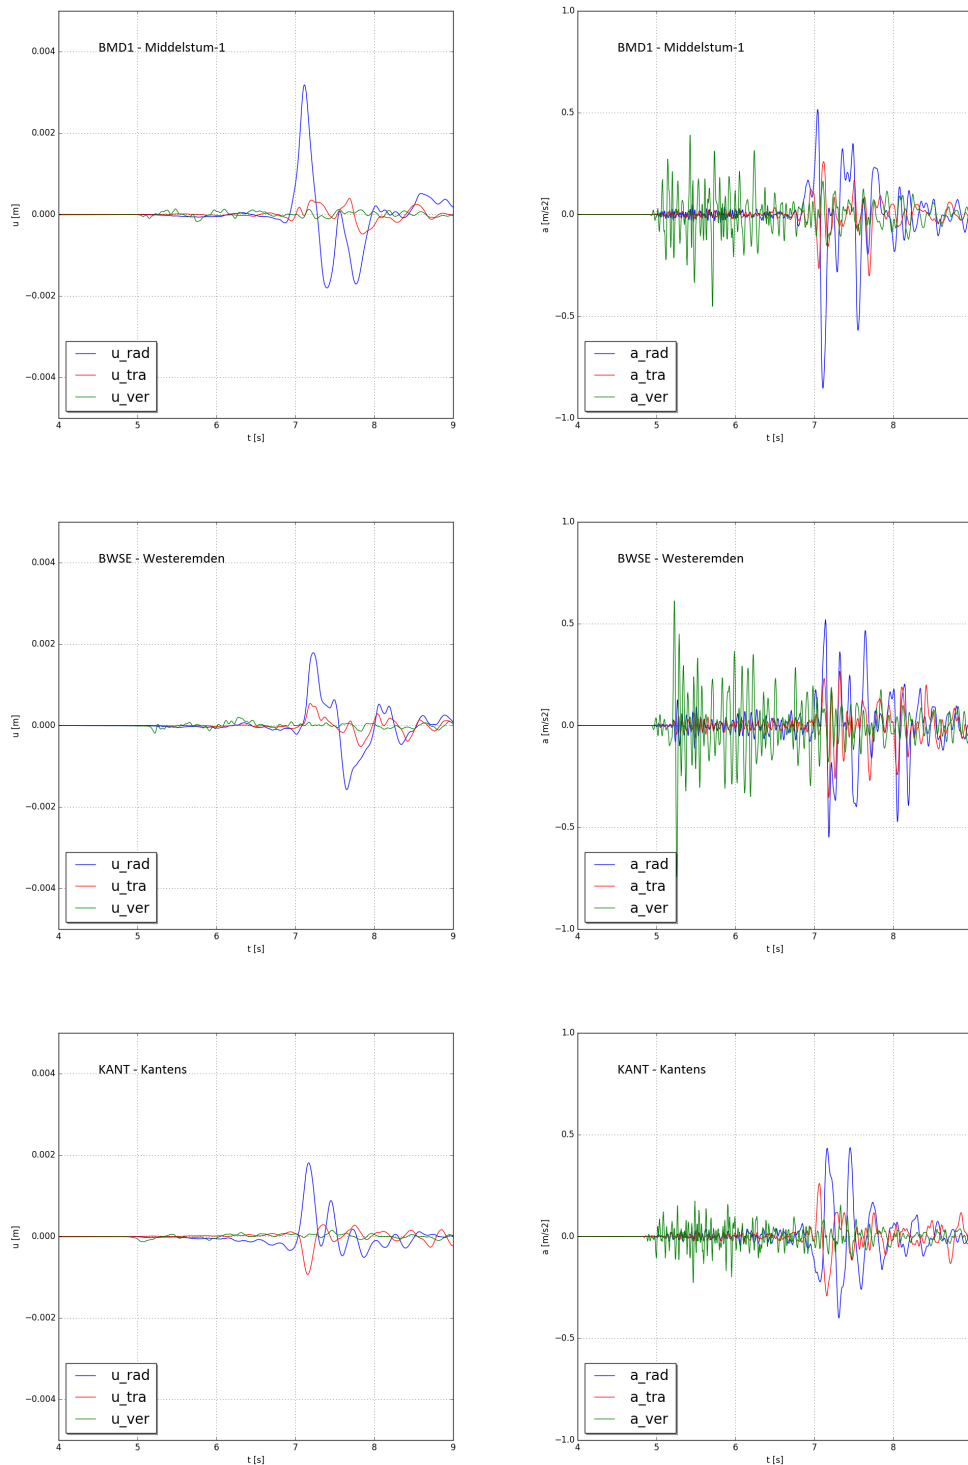 BMD1 - Middelstum-1
u [m]
0.004
0.002
0.000
−0.002
−0.004
u_rad
u_tra
u_ver
4 5 6 7 8 9
t [s]
BMD1 - Middelstum-1
a [m/s2]
1.0
0.5
0.0
−0.5
−1.0
a_rad
a_tra
a_ver
4 5 6 7 8
t [s]
BWSE - Westeremden
u [m]
0.004
0.002
0.000
−0.002
−0.004
u_rad
u_tra
u_ver
4 5 6 7 8 9
t [s]
BWSE - Westeremden
a [m/s2]
1.0
0.5
0.0
−0.5
−1.0
a_rad
a_tra
a_ver
4 5 6 7 8
t [s]
KANT - Kantens
u [m]
0.004
0.002
0.000
−0.002
−0.004
u_rad
u_tra
u_ver
4 5 6 7 8 9
t [s]
KANT - Kantens
a [m/s2]
1.0
0.5
0.0
−0.5
−1.0
a_rad
a_tra
a_ver
4 5 6 7 8
t [s]